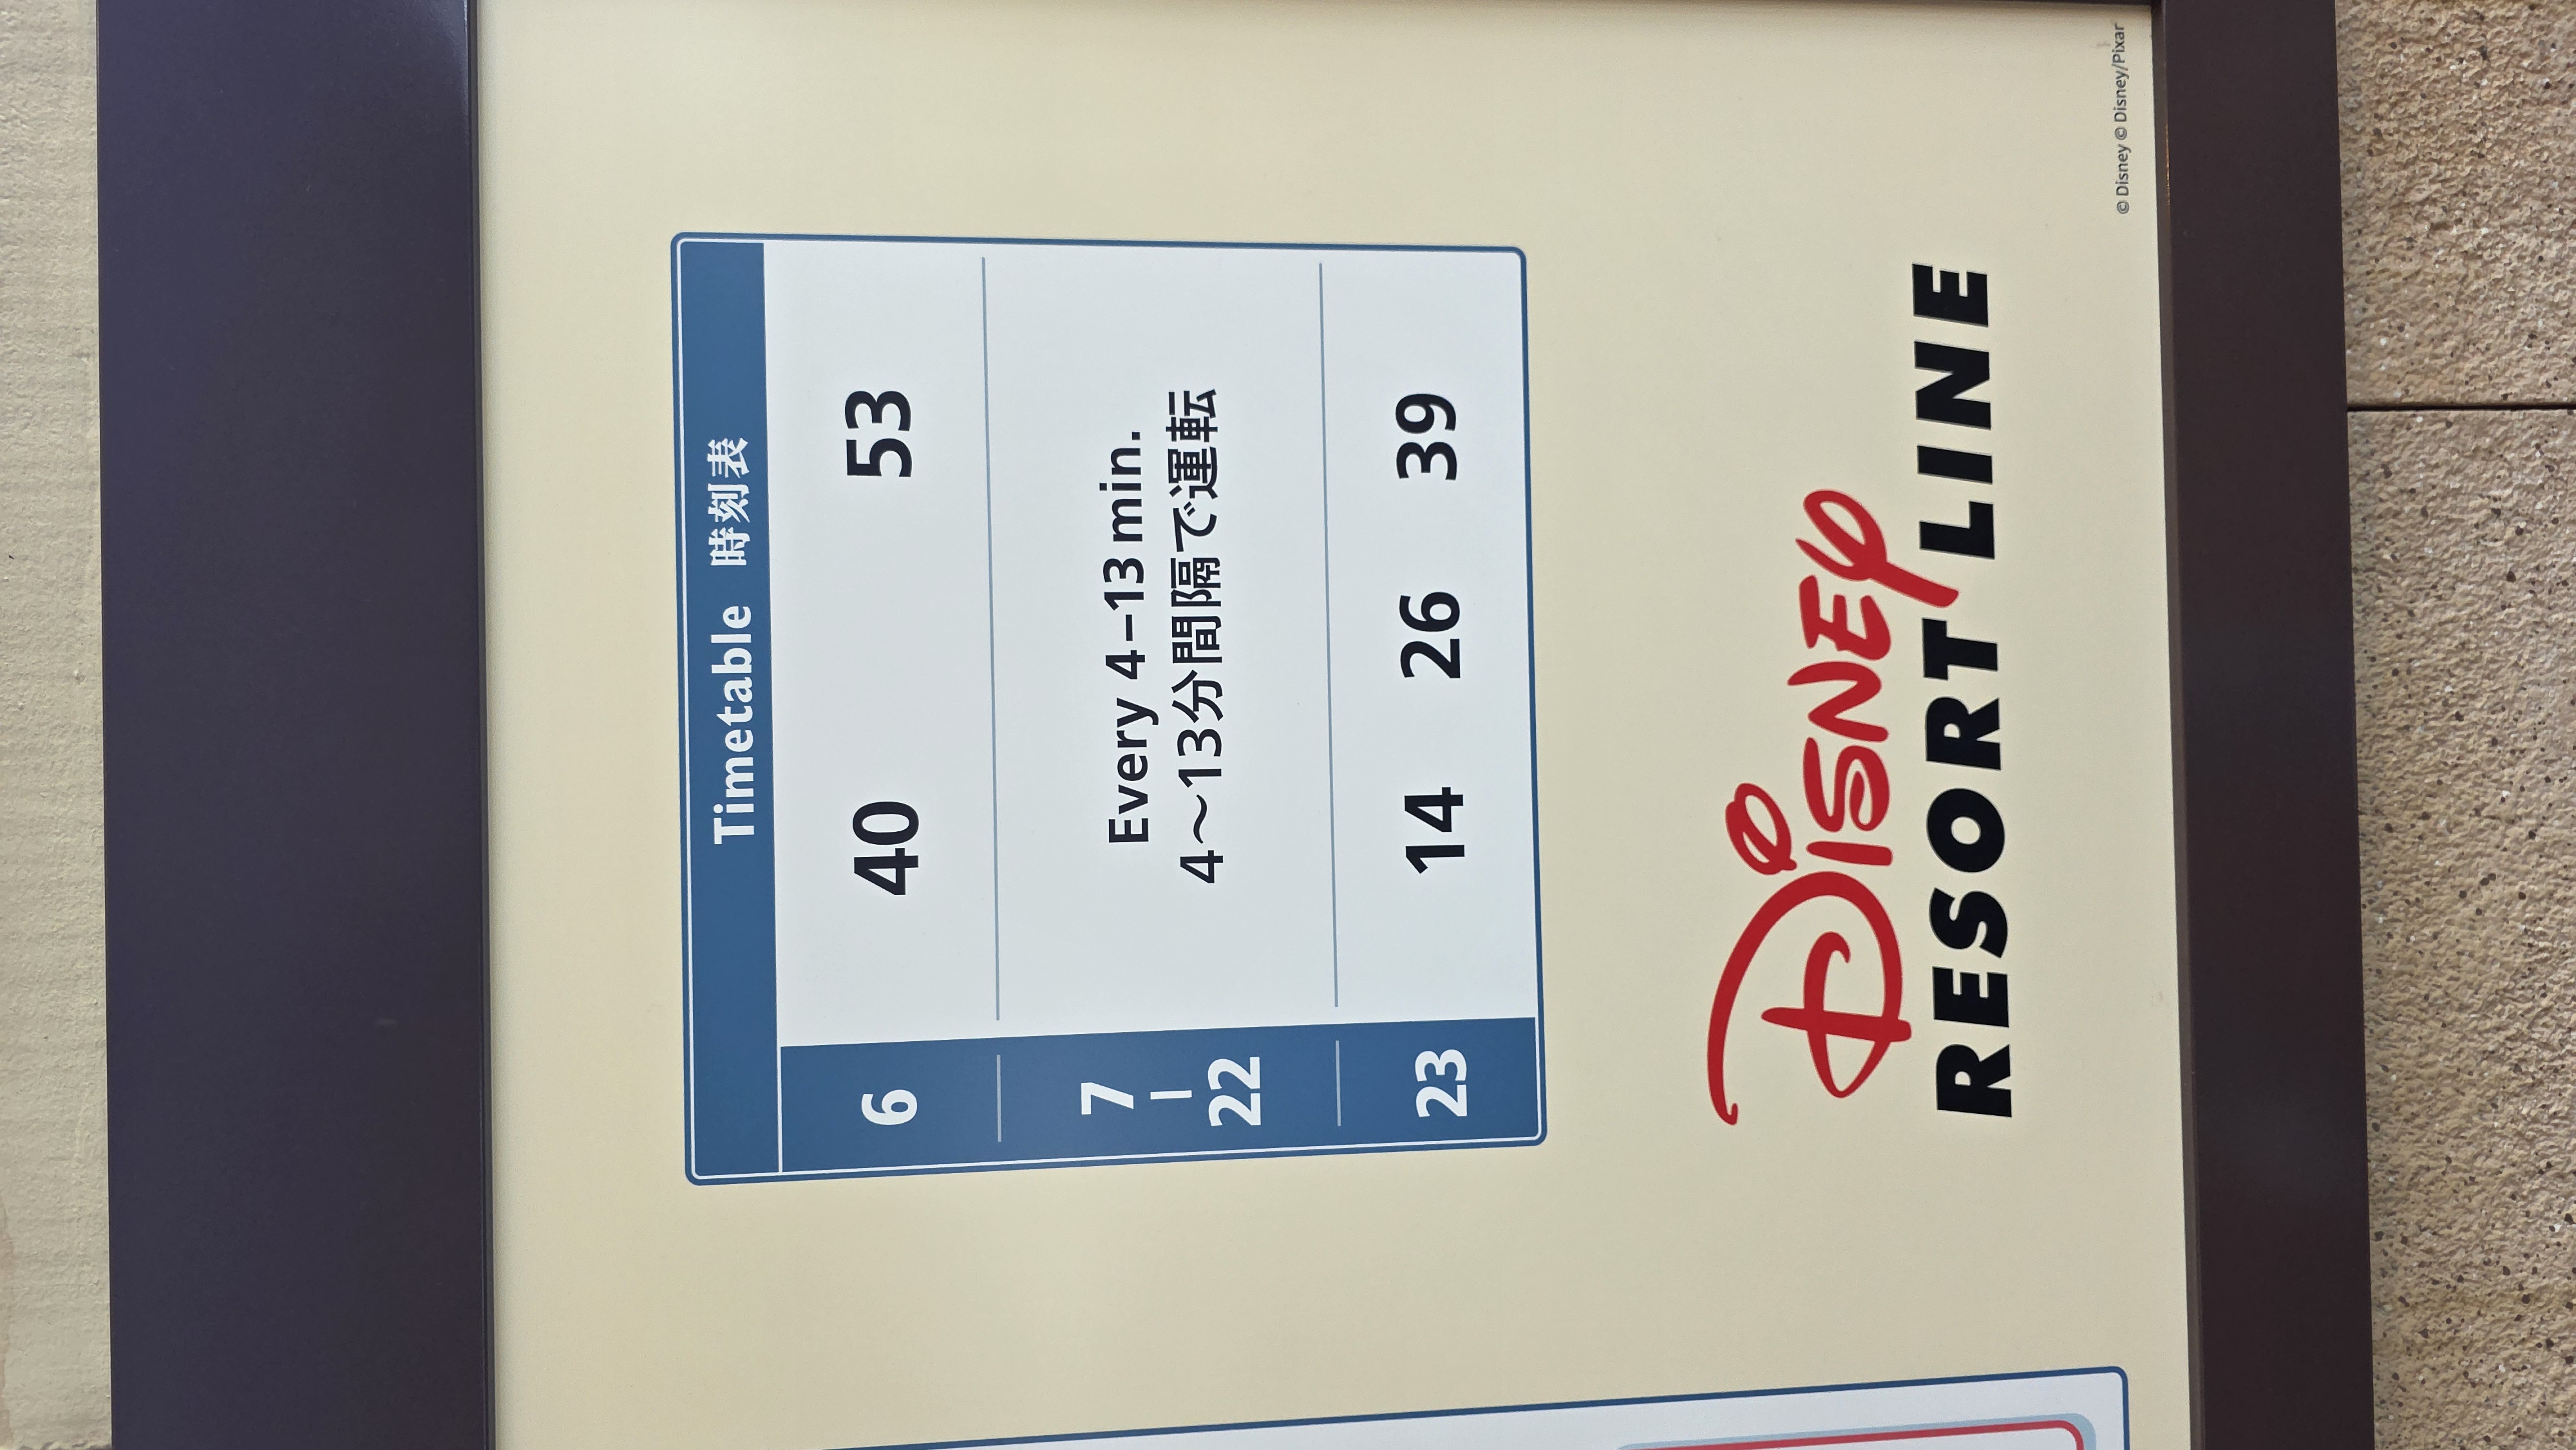 Timetable 時刻表
6 40 53
7
|
22
Every 4–13 min.
4～13分間隔で運転
23 14 26 39
Disney
RESORT LINE
© Disney © Disney/Pixar